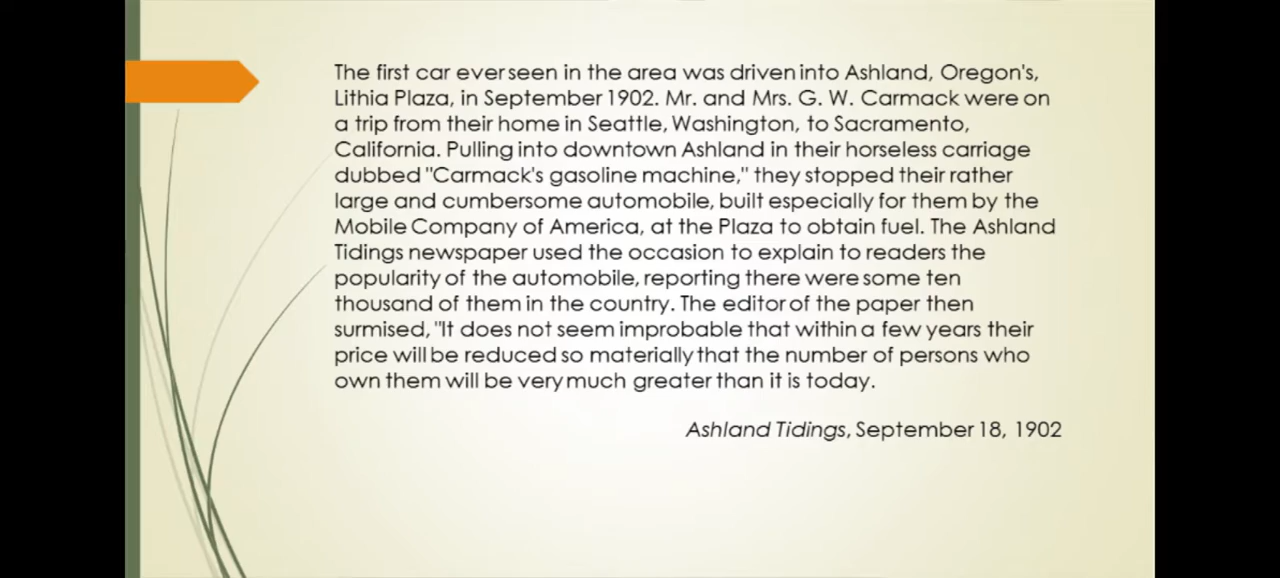 The first car ever seen in the area was driven into Ashland, Oregon's,
Lithia Plaza, in September 1902. Mr. and Mrs. G. W. Carmack were on
a trip from their home in Seattle, Washington, to Sacramento,
California. Pulling into downtown Ashland in their horseless carriage
dubbed "Carmack's gasoline machine," they stopped their rather
large and cumbersome automobile, built especially for them by the
Mobile Company of America, at the Plaza to obtain fuel. The Ashland
Tidings newspaper used the occasion to explain to readers the
popularity of the automobile, reporting there were some ten
thousand of them in the country. The editor of the paper then
surmised, "It does not seem improbable that within a few years their
price will be reduced so materially that the number of persons who
own them will be very much greater than it is today.
Ashland Tidings, September 18, 1902